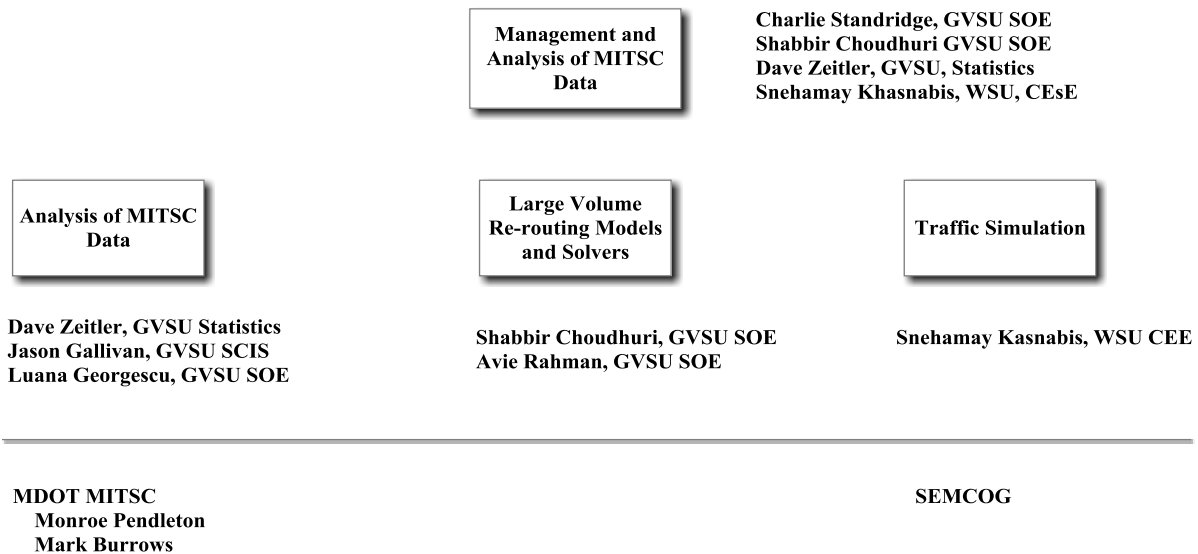 Management and
Analysis of MITSC
Data
Charlie Standridge, GVSU SOE
Shabbir Choudhuri GVSU SOE
Dave Zeitler, GVSU, Statistics
Snehamay Khasnabis, WSU, CEsE
Analysis of MITSC
Data
Large Volume
Re-routing Models
and Solvers
Traffic Simulation
Dave Zeitler, GVSU Statistics
Jason Gallivan, GVSU SCIS
Luana Georgescu, GVSU SOE
Shabbir Choudhuri, GVSU SOE
Avie Rahman, GVSU SOE
Snehamay Kasnabis, WSU CEE
MDOT MITSC
Monroe Pendleton
Mark Burrows
SEMCOG